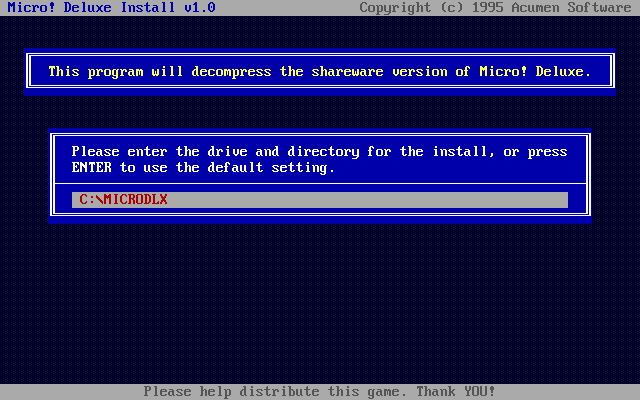 Micro! Deluxe Install v1.0 Copyright (c) 1995 Acumen Software
This program will decompress the shareware version of Micro! Deluxe.
Please enter the drive and directory for the install, or press
ENTER to use the default setting.
C:\MICRODLX
Please help distribute this game. Thank YOU!